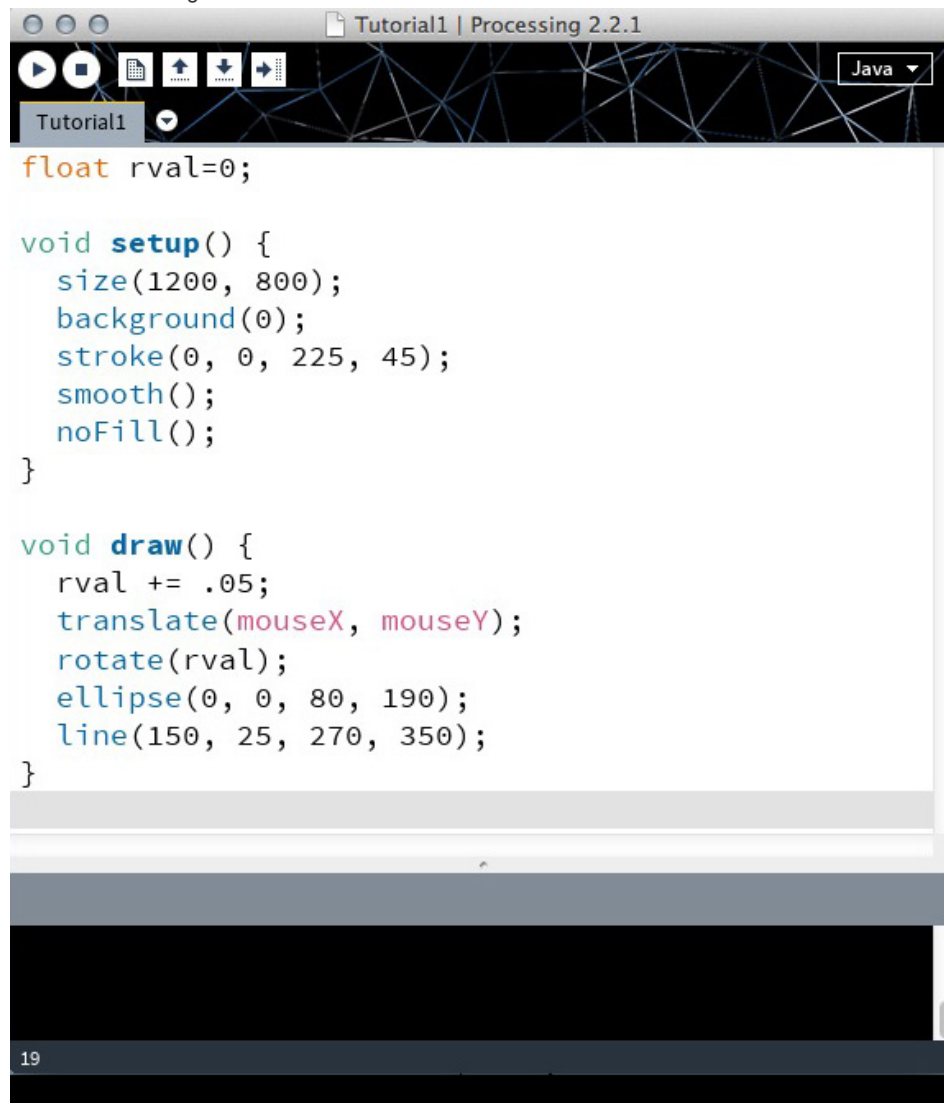 Tutorial1 | Processing 2.2.1
Java
Tutorial1
float rval=0;
void setup() {
size(1200, 800);
background(0);
stroke(0, 0, 225, 45);
smooth();
noFill();
}
void draw() {
rval += .05;
translate(mouseX, mouseY);
rotate(rval);
ellipse(0, 0, 80, 190);
line(150, 25, 270, 350);
}
19